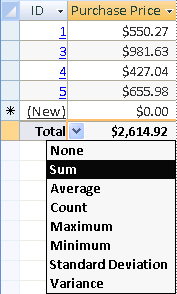 ID Purchase Price
1 $550.27
3 $981.63
4 $427.04
5 $655.98
(New) $0.00
Total $2,614.92
None
Sum
Average
Count
Maximum
Minimum
Standard Deviation
Variance